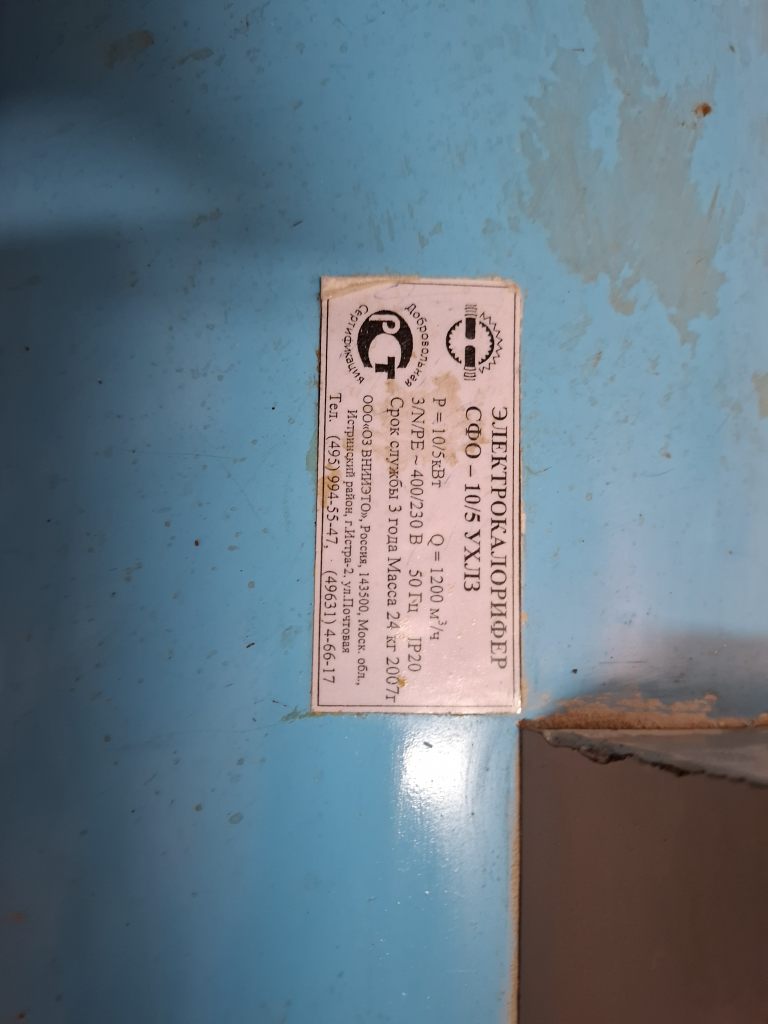 ЭЛЕКТРОКАЛОРИФЕР
СФО – 10/5 УХЛ3
P = 10/5кВт Q = 1200 м³/ч
3/N/PE ~ 400/230 В 50 Гц IP20
Срок службы 3 года Масса 24 кг 2007г
Добровольная
РСТ
Сертификация
ООО«ОЗ ВНИИЭТО», Россия, 143500, Моск. обл.,
Истринский район, г.Истра-2, ул.Почтовая
Тел. (495) 994-55-47, (49631) 4-66-17